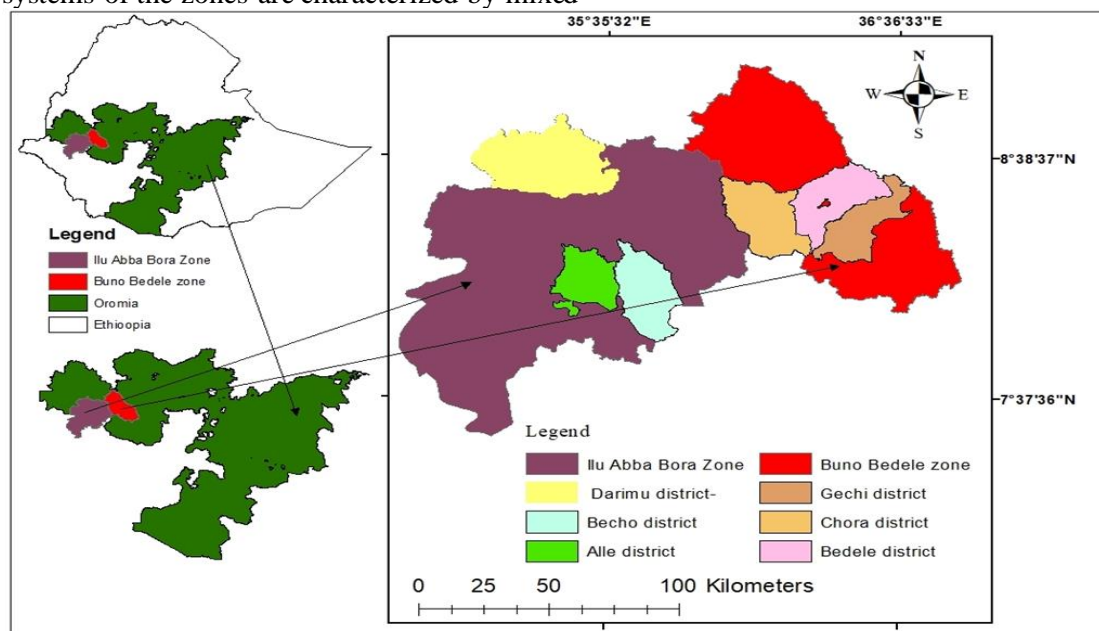 systems of the zones are characterized by mixed
35°35'32"E 36°36'33"E
N
W E
S
8°38'37"N
Legend
Ilu Abba Bora Zone
Buno Bedele zone
Oromia
Ethioopia
7°37'36"N
Legend
Ilu Abba Bora Zone Buno Bedele zone
Darimu district- Gechi district
Becho district Chora district
Alle district Bedele district
0 25 50 100 Kilometers